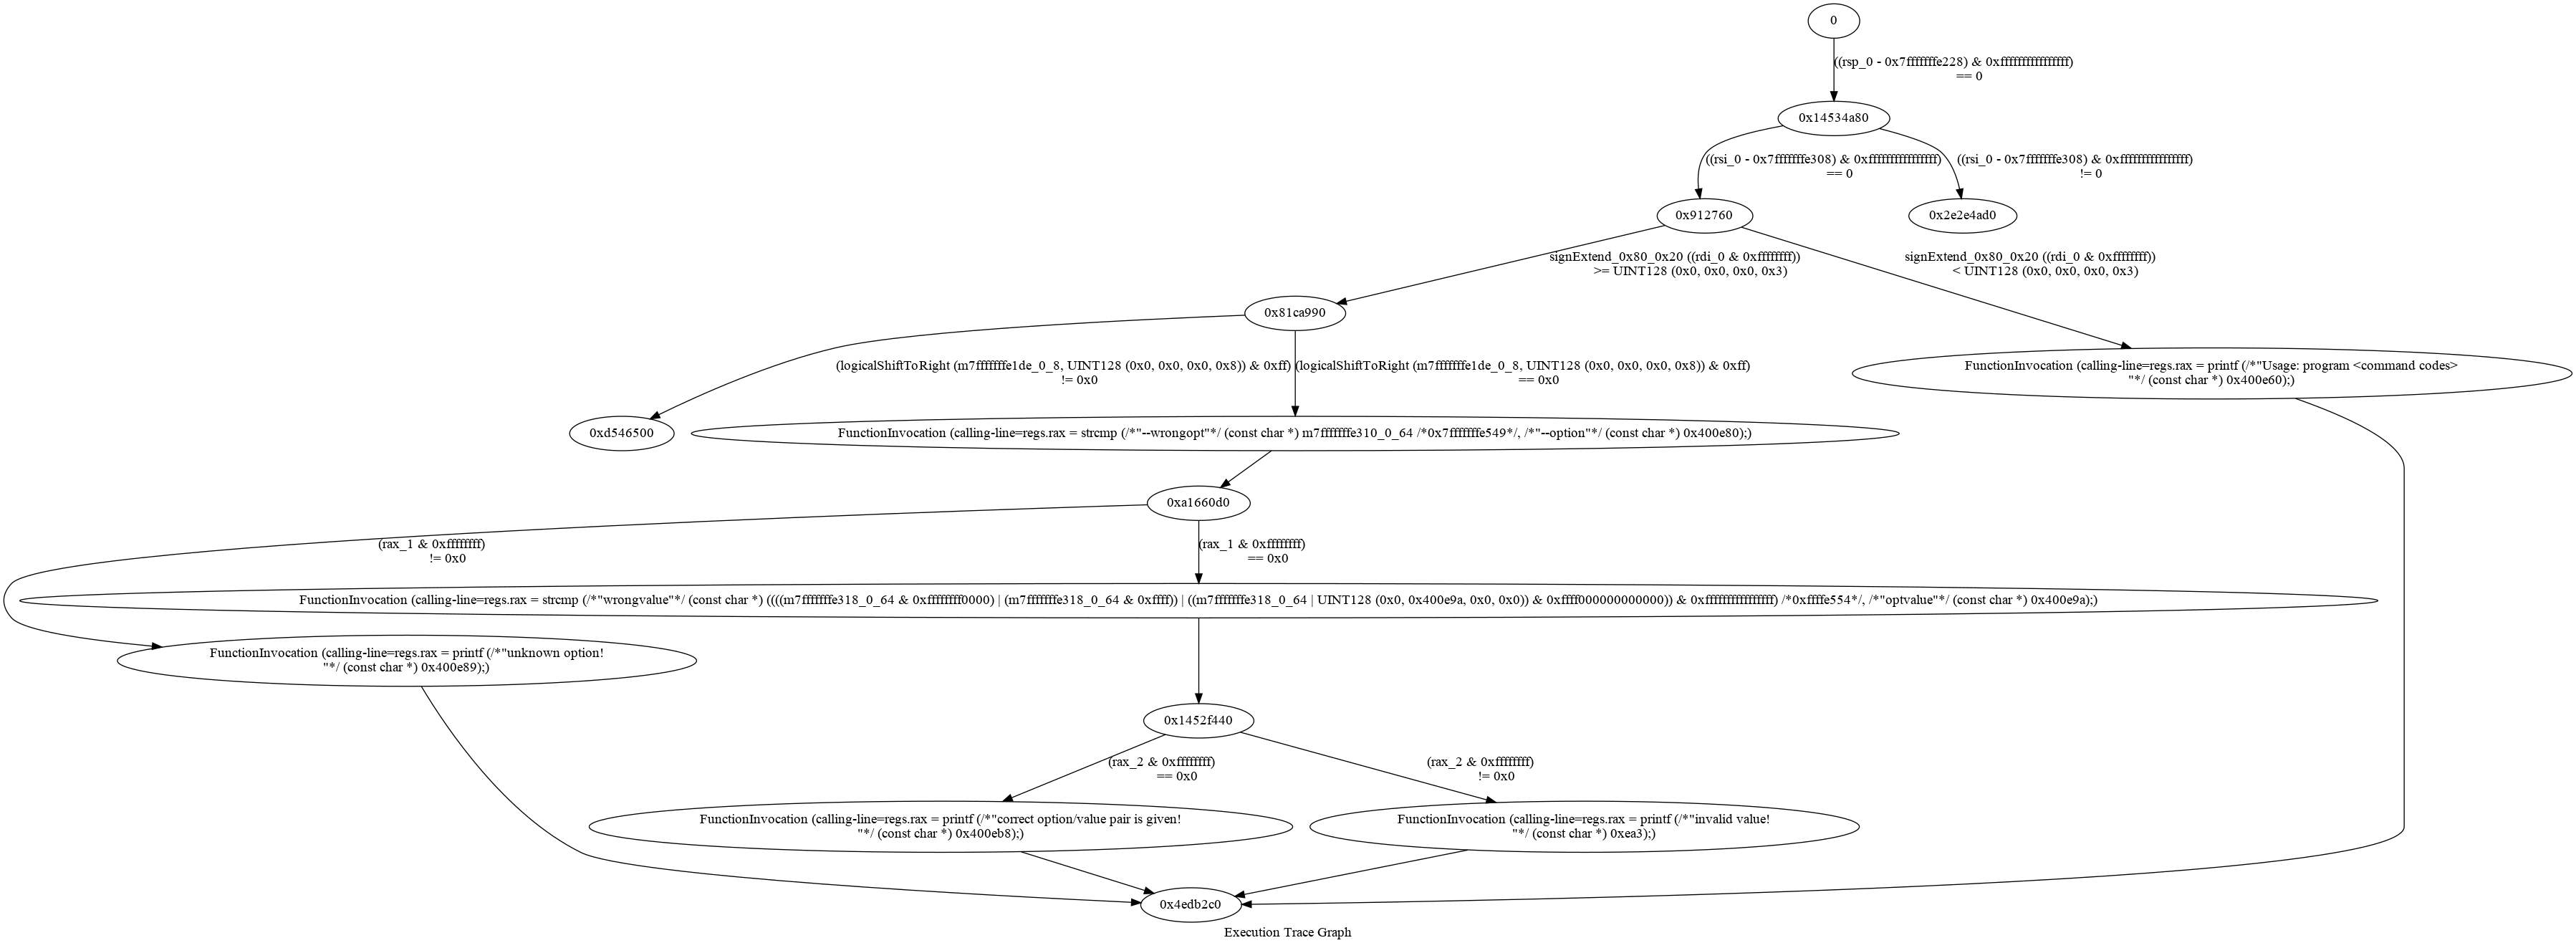 0
((rsp_0 - 0x7fffffffe228) & 0xffffffffffffffff)
== 0
0x14534a80
((rsi_0 - 0x7fffffffe308) & 0xffffffffffffffff)
== 0
((rsi_0 - 0x7fffffffe308) & 0xffffffffffffffff)
!= 0
0x912760
0x2e2e4ad0
signExtend_0x80_0x20 ((rdi_0 & 0xffffffff))
>= UINT128 (0x0, 0x0, 0x0, 0x3)
signExtend_0x80_0x20 ((rdi_0 & 0xffffffff))
< UINT128 (0x0, 0x0, 0x0, 0x3)
0x81ca990
(logicalShiftToRight (m7fffffffe1de_0_8, UINT128 (0x0, 0x0, 0x0, 0x8)) & 0xff)
!= 0x0
(logicalShiftToRight (m7fffffffe1de_0_8, UINT128 (0x0, 0x0, 0x0, 0x8)) & 0xff)
== 0x0
FunctionInvocation (calling-line=regs.rax = printf (/*"Usage: program <command codes>
"*/ (const char *) 0x400e60);)
0xd546500
FunctionInvocation (calling-line=regs.rax = strcmp (/*"--wrongopt"*/ (const char *) m7fffffffe310_0_64 /*0x7fffffffe549*/, /*"--option"*/ (const char *) 0x400e80);)
0xa1660d0
(rax_1 & 0xffffffff)
!= 0x0
(rax_1 & 0xffffffff)
== 0x0
FunctionInvocation (calling-line=regs.rax = strcmp (/*"wrongvalue"*/ (const char *) ((((m7fffffffe318_0_64 & 0xffffffff0000) | (m7fffffffe318_0_64 & 0xffff)) | ((m7fffffffe318_0_64 | UINT128 (0x0, 0x400e9a, 0x0, 0x0)) & 0xffff000000000000)) & 0xffffffffffffffff) /*0xffffe554*/, /*"optvalue"*/ (const char *) 0x400e9a);)
FunctionInvocation (calling-line=regs.rax = printf (/*"unknown option!
"*/ (const char *) 0x400e89);)
0x1452f440
(rax_2 & 0xffffffff)
== 0x0
(rax_2 & 0xffffffff)
!= 0x0
FunctionInvocation (calling-line=regs.rax = printf (/*"correct option/value pair is given!
"*/ (const char *) 0x400eb8);)
FunctionInvocation (calling-line=regs.rax = printf (/*"invalid value!
"*/ (const char *) 0xea3);)
0x4edb2c0
Execution Trace Graph